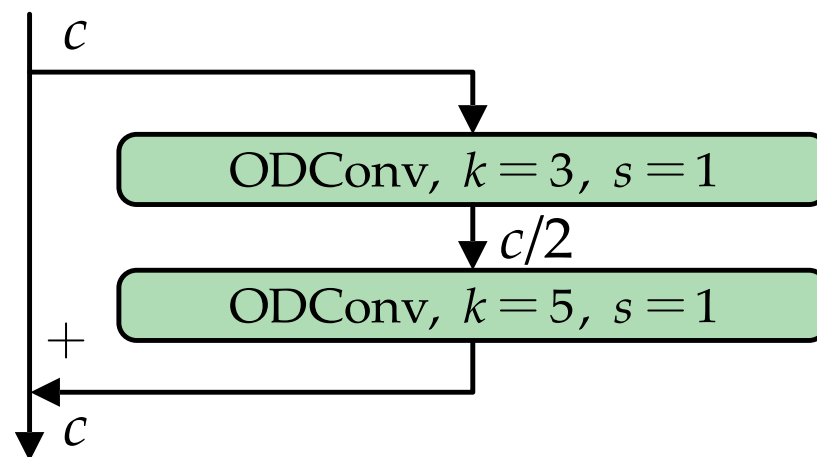 c
ODConv, k = 3, s = 1
c/2
ODConv, k = 5, s = 1
+
c